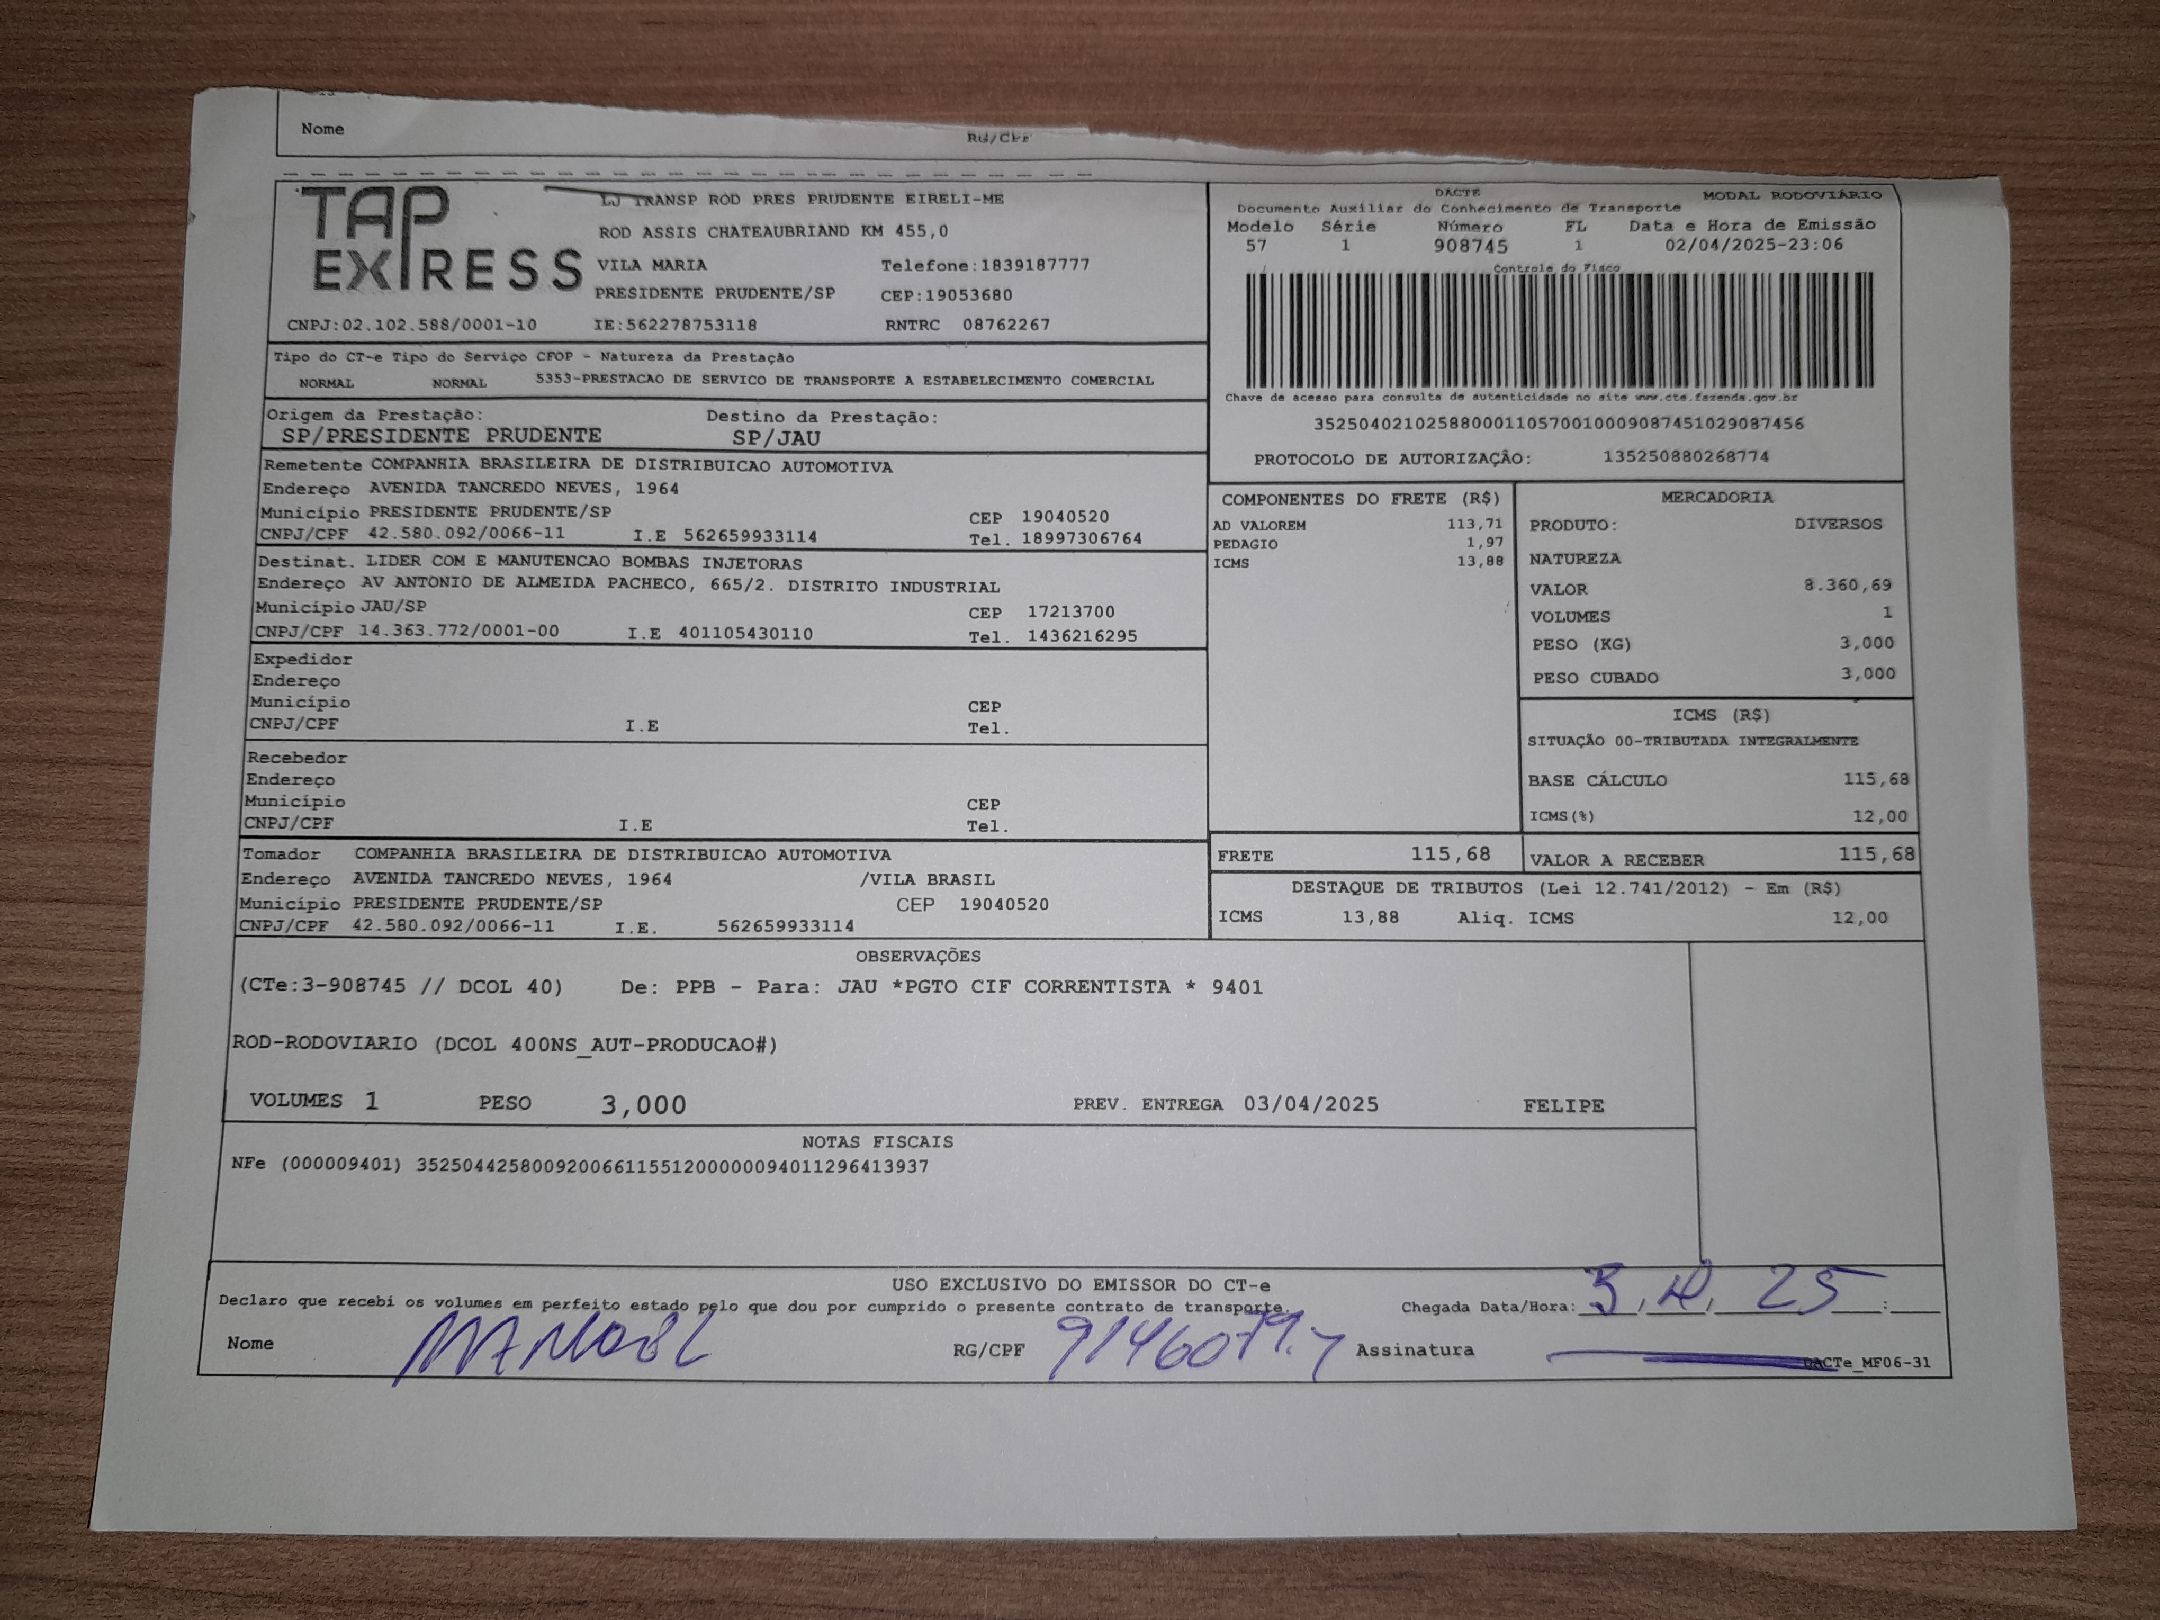 Nome RG/CPF
TAP EXPRESS
LJ TRANSP ROD PRES PRUDENTE EIRELI-ME
ROD ASSIS CHATEAUBRIAND KM 455,0
VILA MARIA Telefone:1839187777
PRESIDENTE PRUDENTE/SP CEP:19053680
CNPJ:02.102.588/0001-10 IE:562278753118 RNTRC 08762267
DACTE MODAL RODOVIÁRIO
Documento Auxiliar do Conhecimento de Transporte
Modelo Série Número FL Data e Hora de Emissão
57 1 908745 1 02/04/2025-23:06
Controle do Fisco
Chave de acesso para consulta de autenticidade no site www.cte.fazenda.gov.br
35250402102588000110570010009087451029087456
PROTOCOLO DE AUTORIZAÇÃO: 135250880268774
Tipo do CT-e Tipo do Serviço CFOP - Natureza da Prestação
NORMAL NORMAL 5353-PRESTACAO DE SERVICO DE TRANSPORTE A ESTABELECIMENTO COMERCIAL
Origem da Prestação: Destino da Prestação:
SP/PRESIDENTE PRUDENTE SP/JAU
Remetente COMPANHIA BRASILEIRA DE DISTRIBUICAO AUTOMOTIVA
Endereço AVENIDA TANCREDO NEVES, 1964
Município PRESIDENTE PRUDENTE/SP CEP 19040520
CNPJ/CPF 42.580.092/0066-11 I.E 562659933114 Tel. 18997306764
Destinat. LIDER COM E MANUTENCAO BOMBAS INJETORAS
Endereço AV ANTONIO DE ALMEIDA PACHECO, 665/2. DISTRITO INDUSTRIAL
Município JAU/SP CEP 17213700
CNPJ/CPF 14.363.772/0001-00 I.E 401105430110 Tel. 1436216295
Expedidor
Endereço
Município CEP
CNPJ/CPF I.E Tel.
Recebedor
Endereço
Município CEP
CNPJ/CPF I.E Tel.
Tomador COMPANHIA BRASILEIRA DE DISTRIBUICAO AUTOMOTIVA
Endereço AVENIDA TANCREDO NEVES, 1964 /VILA BRASIL
Município PRESIDENTE PRUDENTE/SP CEP 19040520
CNPJ/CPF 42.580.092/0066-11 I.E. 562659933114
COMPONENTES DO FRETE (R$)
AD VALOREM 113,71
PEDAGIO 1,97
ICMS 13,88
MERCADORIA
PRODUTO: DIVERSOS
NATUREZA
VALOR 8.360,69
VOLUMES 1
PESO (KG) 3,000
PESO CUBADO 3,000
ICMS (R$)
SITUAÇÃO 00-TRIBUTADA INTEGRALMENTE
BASE CÁLCULO 115,68
ICMS(%) 12,00
FRETE 115,68 VALOR A RECEBER 115,68
DESTAQUE DE TRIBUTOS (Lei 12.741/2012) - Em (R$)
ICMS 13,88 Aliq. ICMS 12,00
OBSERVAÇÕES
(CTe:3-908745 // DCOL 40) De: PPB - Para: JAU *PGTO CIF CORRENTISTA * 9401
ROD-RODOVIARIO (DCOL 400NS_AUT-PRODUCAO#)
VOLUMES 1 PESO 3,000 PREV. ENTREGA 03/04/2025 FELIPE
NOTAS FISCAIS
NFe (000009401) 35250442580092006611551200000094011296413937
USO EXCLUSIVO DO EMISSOR DO CT-e
Declaro que recebi os volumes em perfeito estado pelo que dou por cumprido o presente contrato de transporte. Chegada Data/Hora: 3, 25 :
Nome MANOEL RG/CPF 9146079.7 Assinatura
DACTe_MF06-31